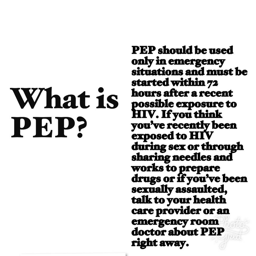 What is
PEP?
PEP should be used
only in emergency
situations and must be
started within 72
hours after a recent
possible exposure to
HIV. If you think
you've recently been
exposed to HIV
during sex or through
sharing needles and
works to prepare
drugs or if you've been
sexually assaulted,
talk to your health
care provider or an
emergency room
doctor about PEP
right away.